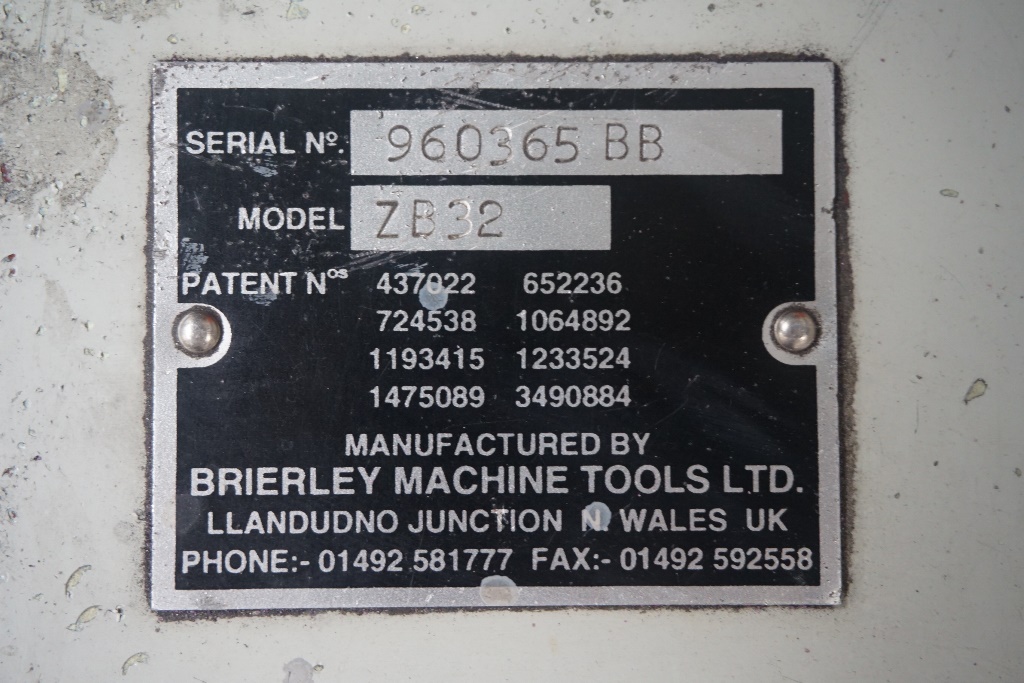 SERIAL Nº. 960365 BB
MODEL ZB32
PATENT Nos 437022 652236
724538 1064892
1193415 1233524
1475089 3490884
MANUFACTURED BY
BRIERLEY MACHINE TOOLS LTD.
LLANDUDNO JUNCTION N. WALES UK
PHONE:- 01492 581777 FAX:- 01492 592558